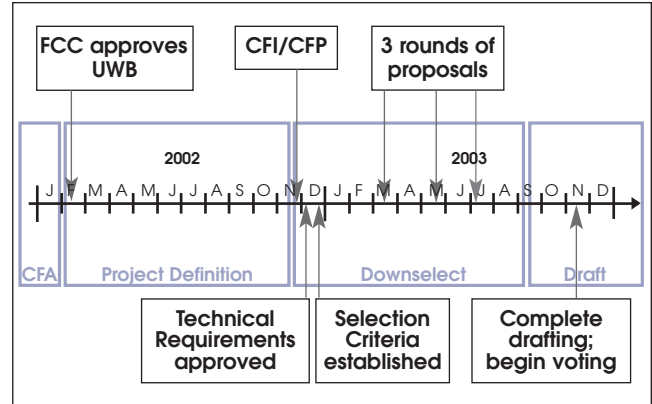 FCC approves
UWB
CFI/CFP
3 rounds of
proposals
2002
2003
J F M A M J J A S O N D J F M A M J J A S O N D
CFA
Project Definition
Downselect
Draft
Technical
Requirements
approved
Selection
Criteria
established
Complete
drafting;
begin voting